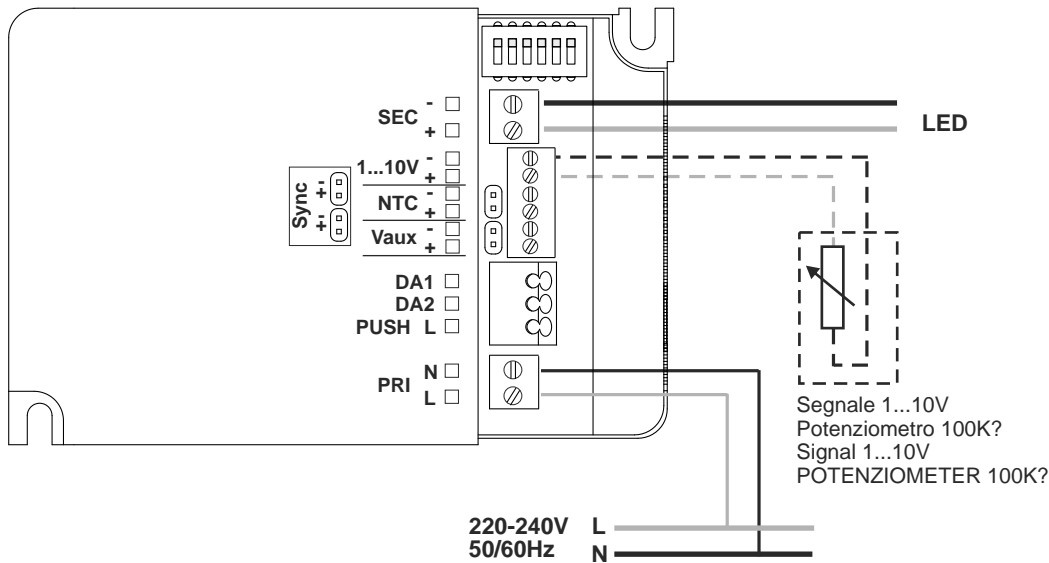 SEC - +
LED
1...10V - +
Sync + - + -
NTC - +
Vaux - +
DA1
DA2
PUSH L
PRI N L
Segnale 1...10V
Potenziometro 100K?
Signal 1...10V
POTENZIOMETER 100K?
220-240V L
50/60Hz N